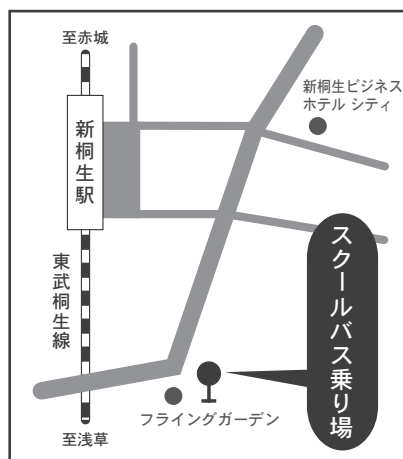 至赤城
新桐生ビジネス
ホテル シティ
新桐生駅
東武桐生線
スクールバス乗り場
フライングガーデン
至浅草